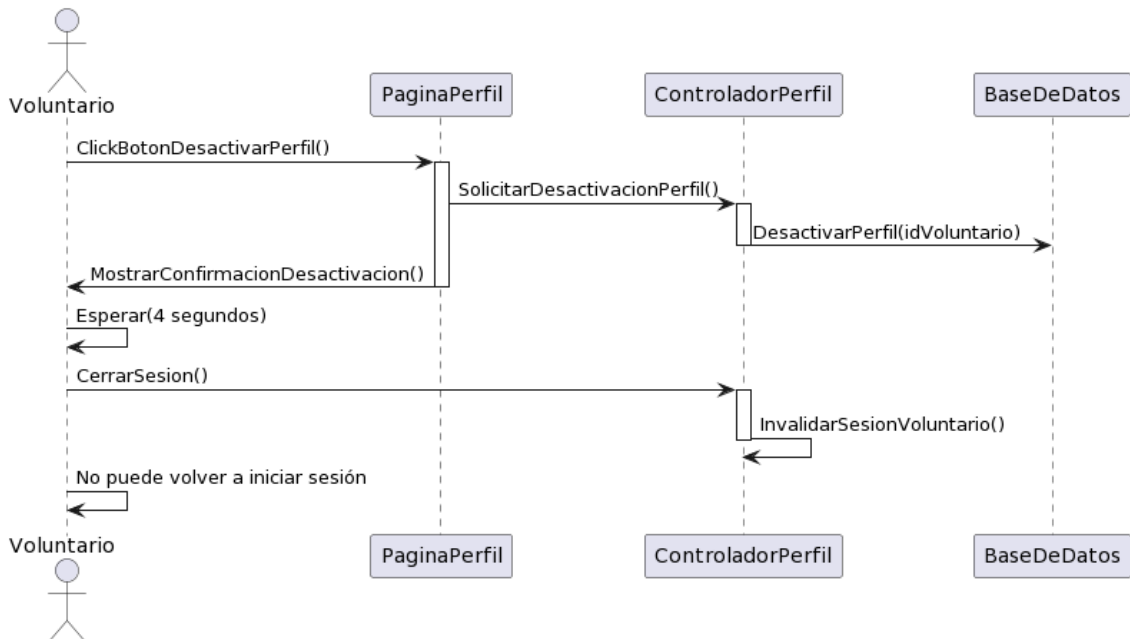 Voluntario
PaginaPerfil
ControladorPerfil
BaseDeDatos
ClickBotonDesactivarPerfil()
SolicitarDesactivacionPerfil()
DesactivarPerfil(idVoluntario)
MostrarConfirmacionDesactivacion()
Esperar(4 segundos)
CerrarSesion()
InvalidarSesionVoluntario()
No puede volver a iniciar sesión
Voluntario
PaginaPerfil
ControladorPerfil
BaseDeDatos